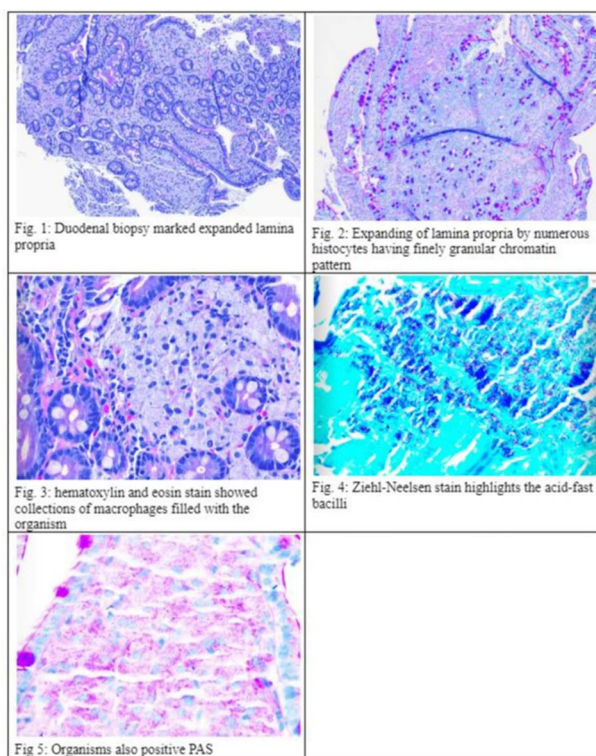 Fig. 1: Duodenal biopsy marked expanded lamina
propria
Fig. 2: Expanding of lamina propria by numerous
histocytes having finely granular chromatin
pattern
Fig. 3: hematoxylin and eosin stain showed
collections of macrophages filled with the
organism
Fig. 4: Ziehl-Neelsen stain highlights the acid-fast
bacilli
Fig 5: Organisms also positive PAS